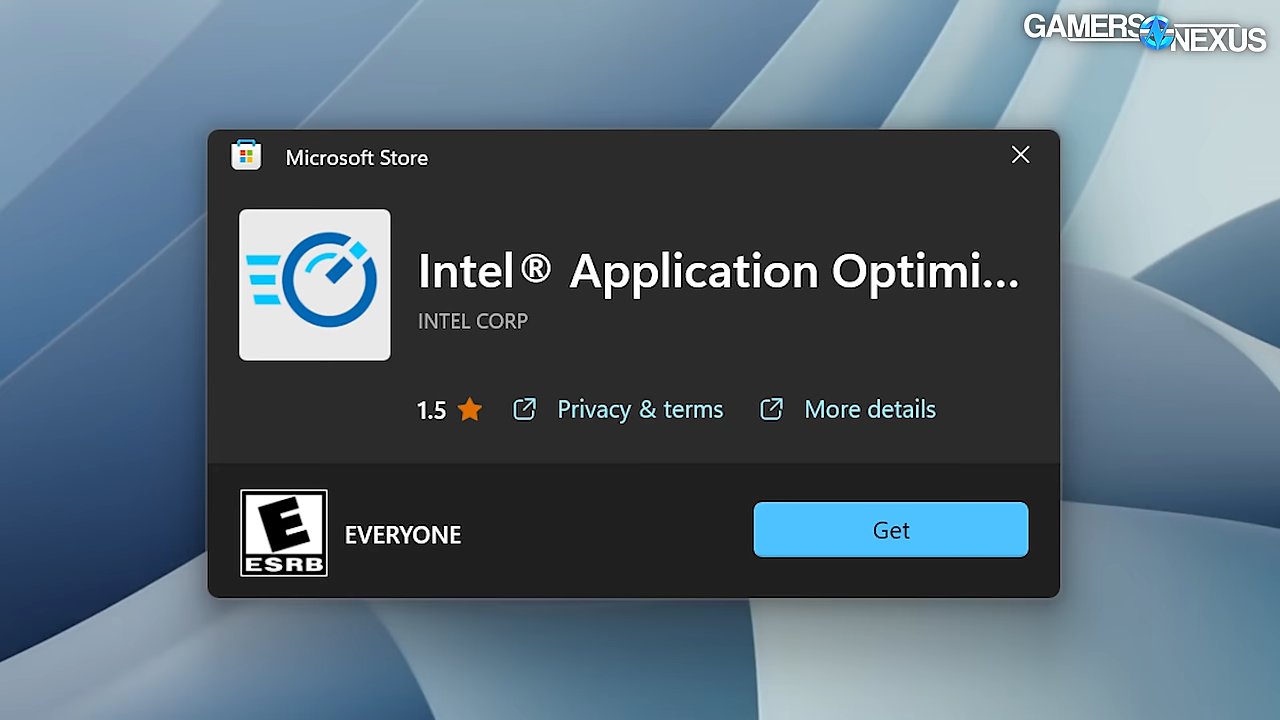 GAMERS NEXUS
Microsoft Store
Intel® Application Optimi...
INTEL CORP
1.5 Privacy & terms More details
E
ESRB
EVERYONE
Get